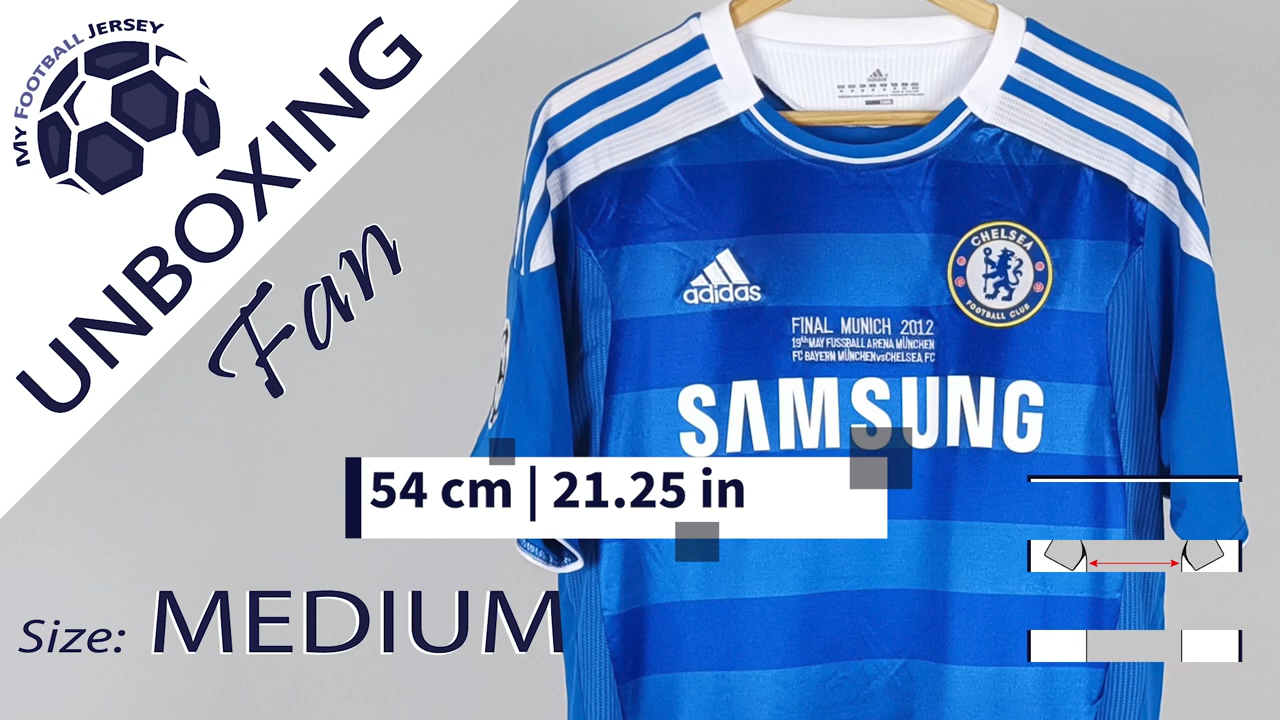 MY FOOTBALL JERSEY
UNBOXING
Fan
adidas
CHELSEA
FOOTBALL CLUB
FINAL MUNICH 2012
19th MAY FUSSBALL ARENA MÜNCHEN
FC BAYERN MÜNCHEN vs CHELSEA FC
SAMSUNG
54 cm | 21.25 in
Size: MEDIUM